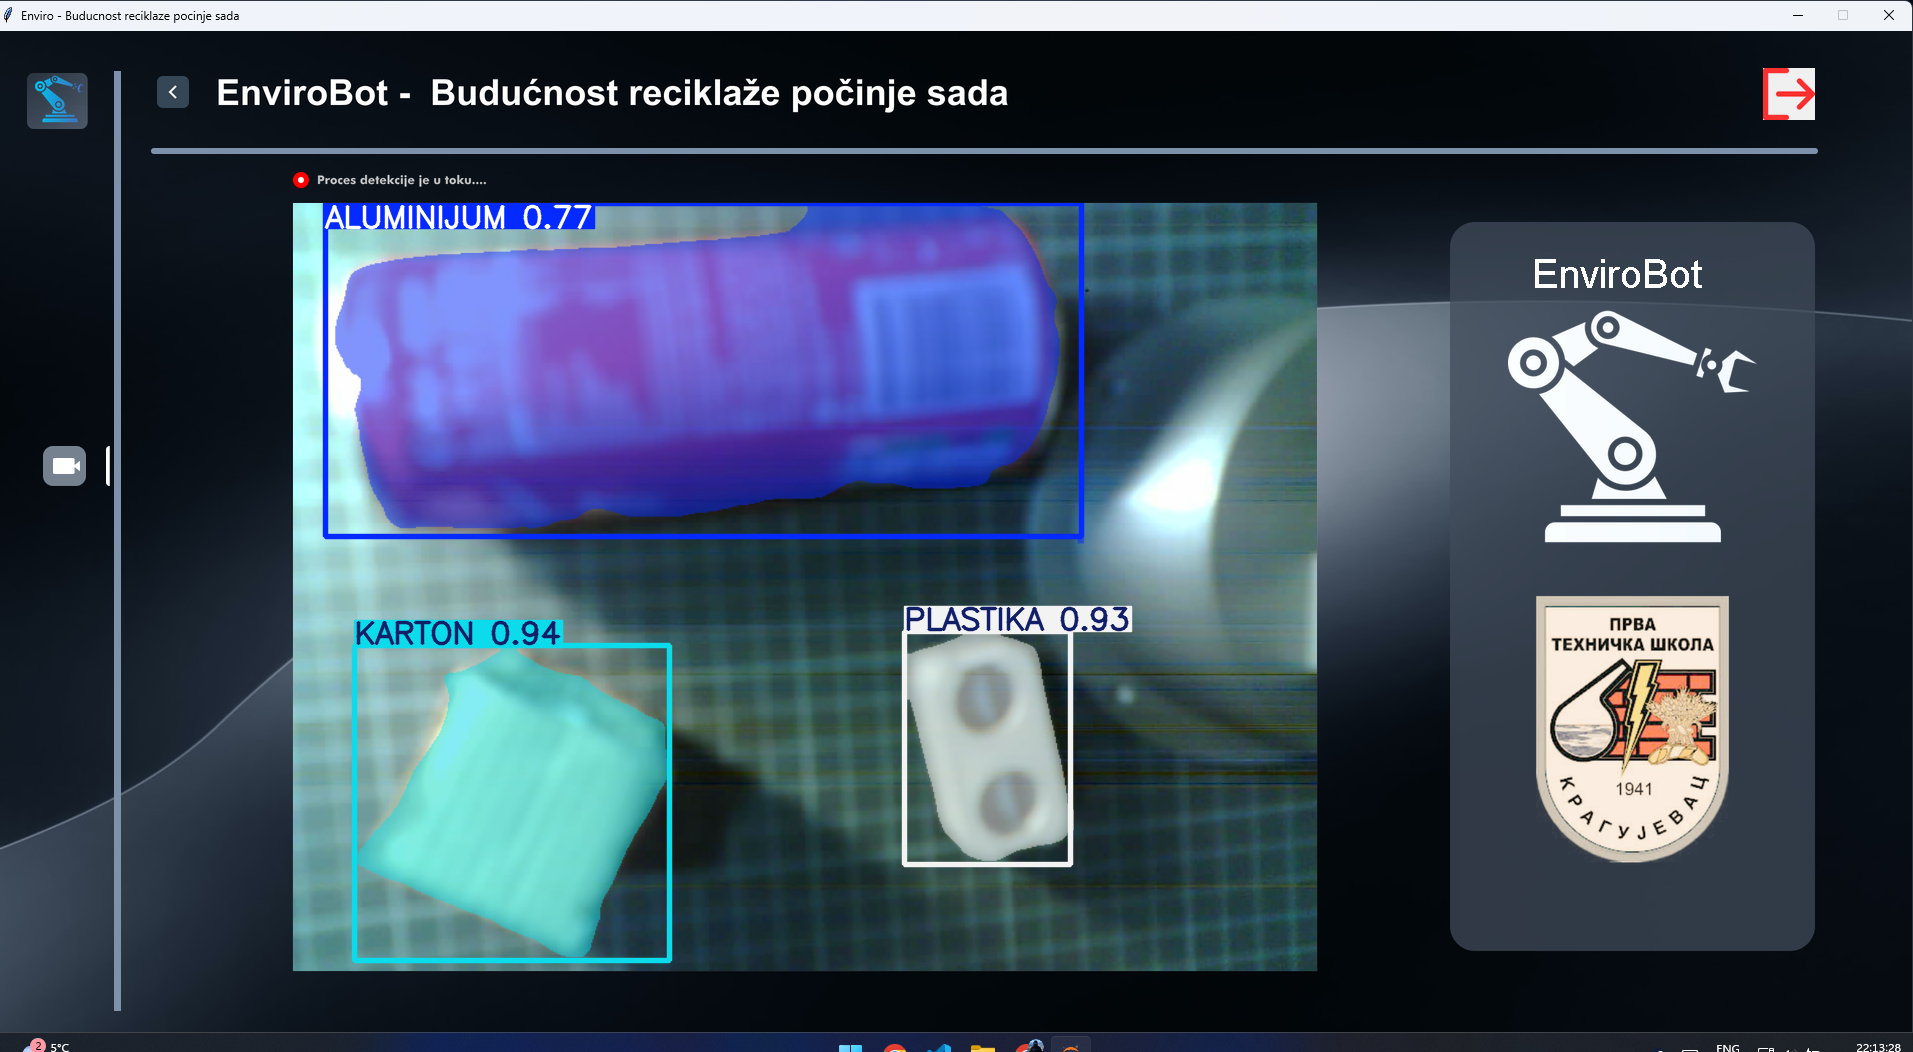 Enviro - Buducnost reciklaze pocinje sada
EnviroBot - Budućnost reciklaže počinje sada
Proces detekcije je u toku....
ALUMINIJUM 0.77
KARTON 0.94
PLASTIKA 0.93
EnviroBot
ПРВА
ТЕХНИЧКА ШКОЛА
1941
КРАГУЈЕВАЦ
2
5°C
ENG
22:13:28